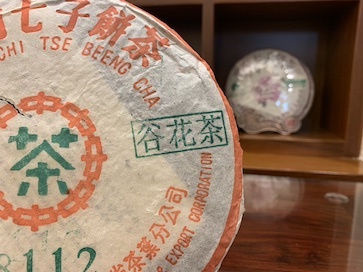 七子餅茶
CHI TSE BEENG CHA
谷花茶
茶
8112
茶葉分公司
EXPORT CORPORATION